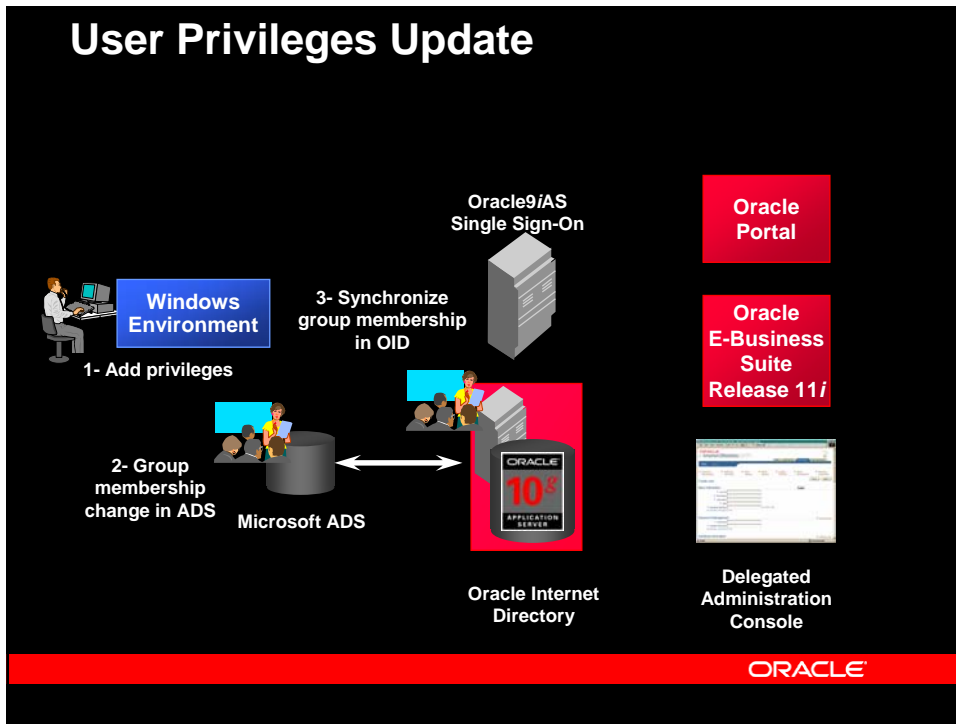 User Privileges Update
Oracle9iAS
Single Sign-On
Oracle
Portal
Windows
Environment
3- Synchronize
group membership
in OID
Oracle
E-Business
Suite
Release 11i
1- Add privileges
2- Group
membership
change in ADS
Microsoft ADS
ORACLE
10g
APPLICATION
SERVER
Oracle Internet
Directory
Delegated
Administration
Console
ORACLE